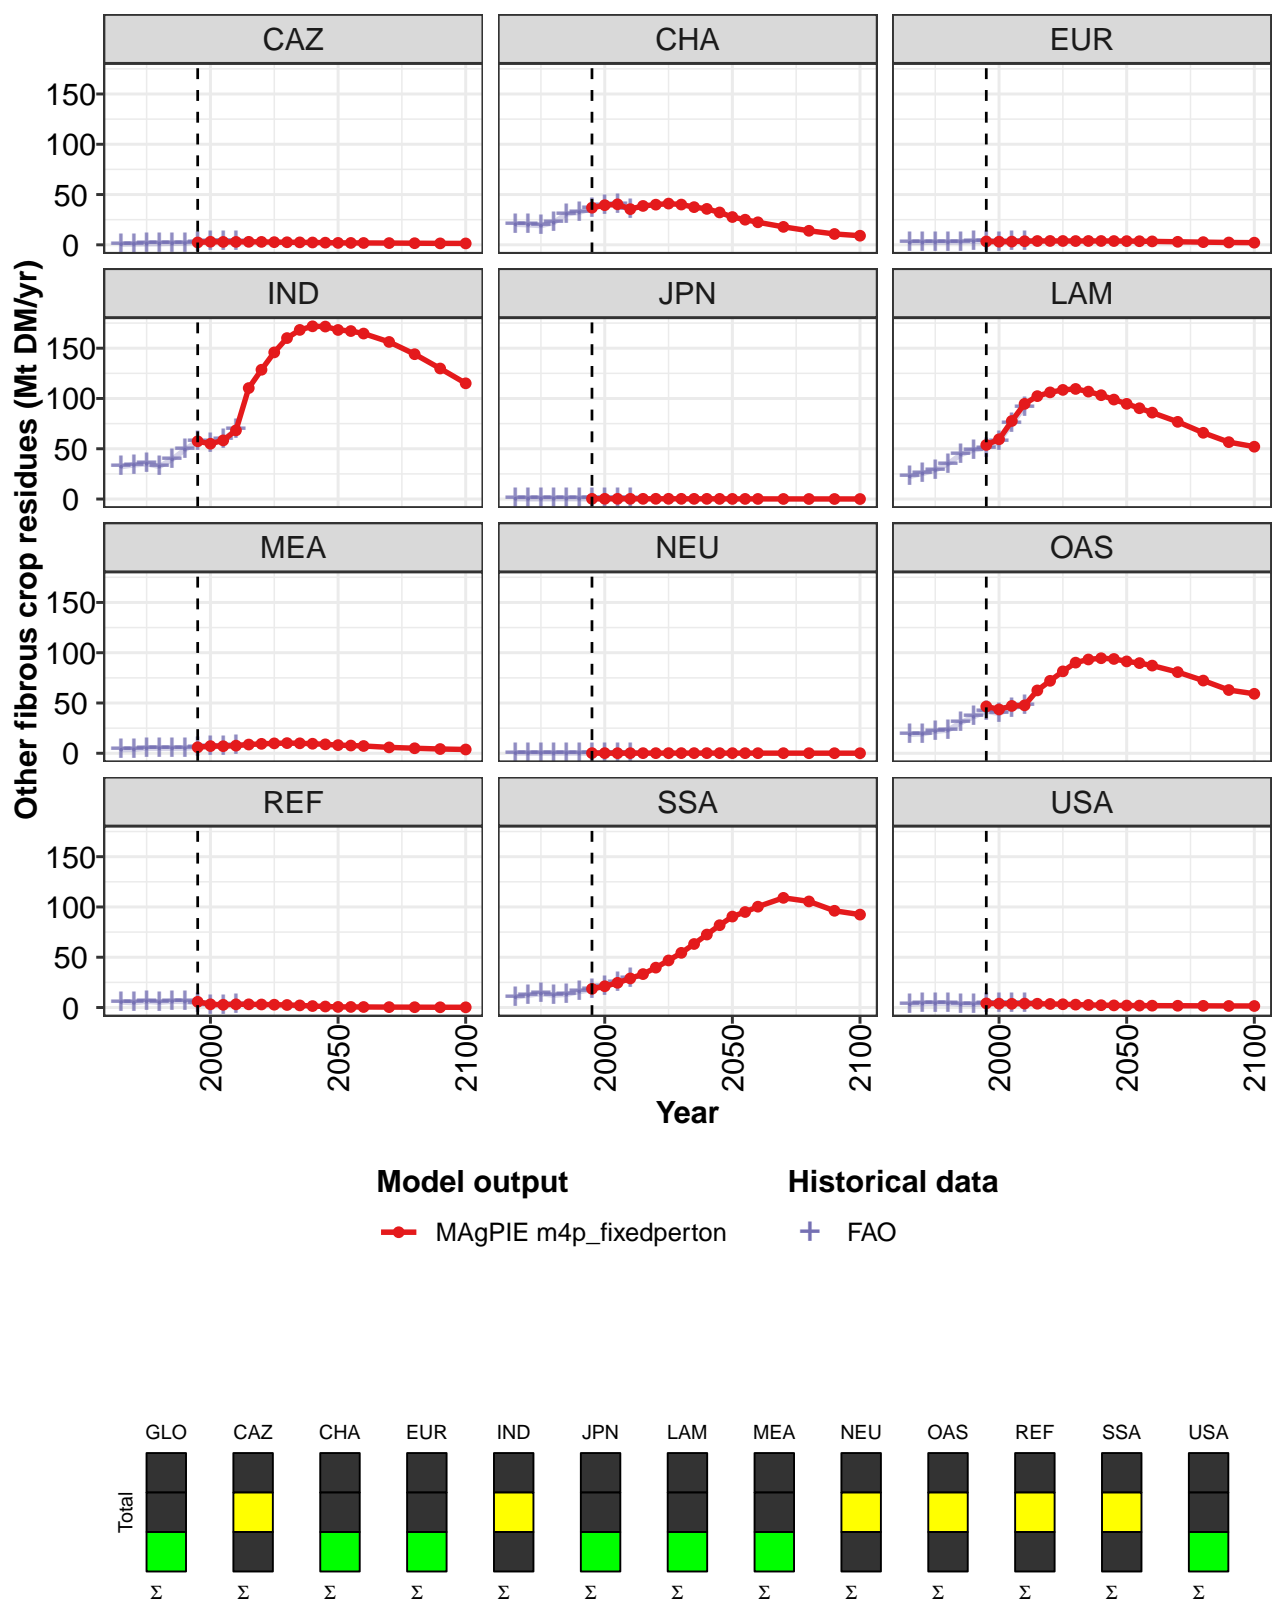 CAZ CHA EUR
150
100
50
0
IND JPN LAM
150
100
50
0
MEA NEU OAS
150
100
50
0
REF SSA USA
150
100
50
0
Other fibrous crop residues (Mt DM/yr)
2000 2050 2100 2000 2050 2100 2000 2050 2100
Year
Model output Historical data
MAgPIE m4p_fixedperton FAO
GLO CAZ CHA EUR IND JPN LAM MEA NEU OAS REF SSA USA
Total
Σ Σ Σ Σ Σ Σ Σ Σ Σ Σ Σ Σ Σ